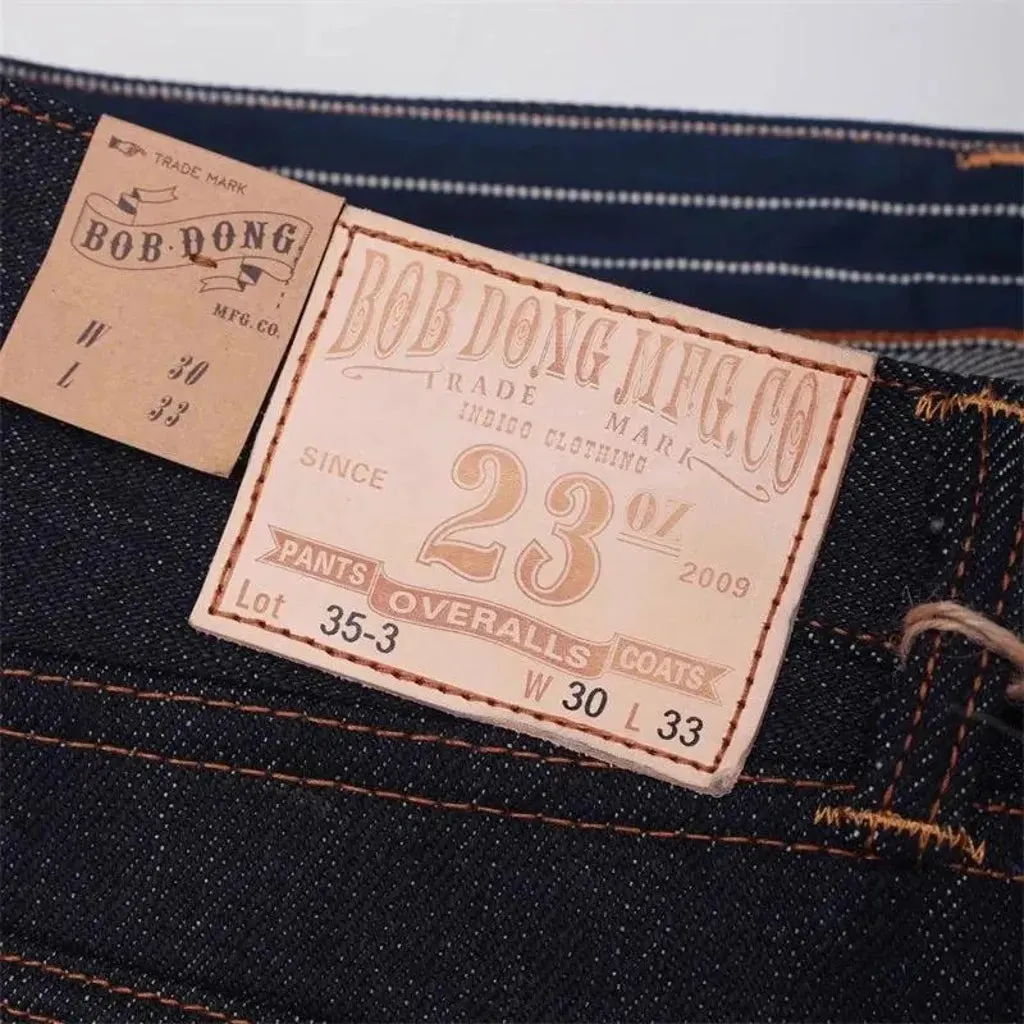 TRADE MARK
BOB·DONG
MFG.CO.
W 30
L 33
BOB DONG MFG.CO
TRADE MARK
INDIGO CLOTHING
SINCE 23 OZ 2009
PANTS OVERALLS COATS
Lot 35-3
W 30 L 33